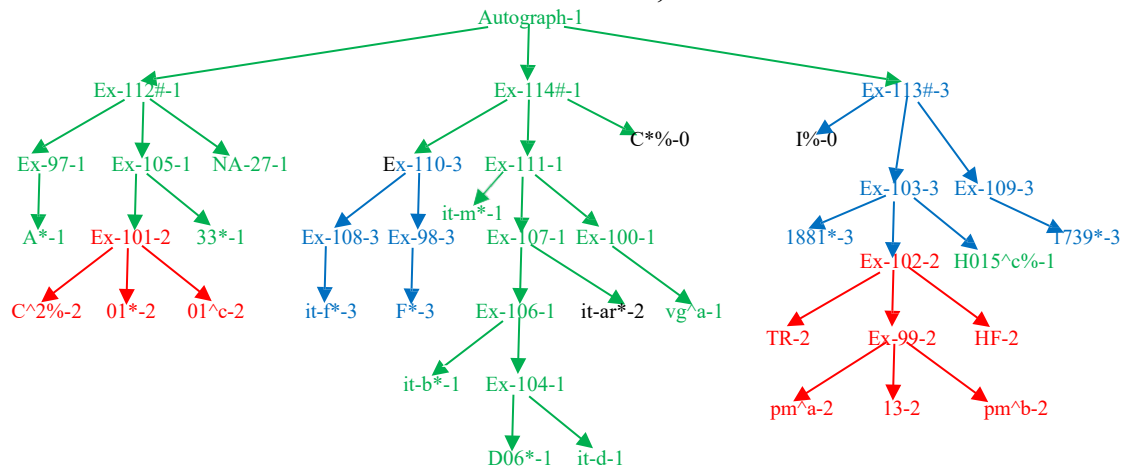 Autograph-1
Ex-112#-1 Ex-114#-1 Ex-113#-3
C*%-0 I%-0
Ex-97-1 Ex-105-1 NA-27-1 Ex-110-3 Ex-111-1
Ex-103-3 Ex-109-3
it-m*-1
A*-1 Ex-101-2 33*-1 Ex-108-3 Ex-98-3 Ex-107-1 Ex-100-1 1881*-3 1739*-3
Ex-102-2 H015^c%-1
C^2%-2 01*-2 01^c-2 it-f*-3 F*-3 Ex-106-1 it-ar*-2 vg^a-1
TR-2 Ex-99-2 HF-2
it-b*-1 Ex-104-1
pm^a-2 13-2 pm^b-2
D06*-1 it-d-1